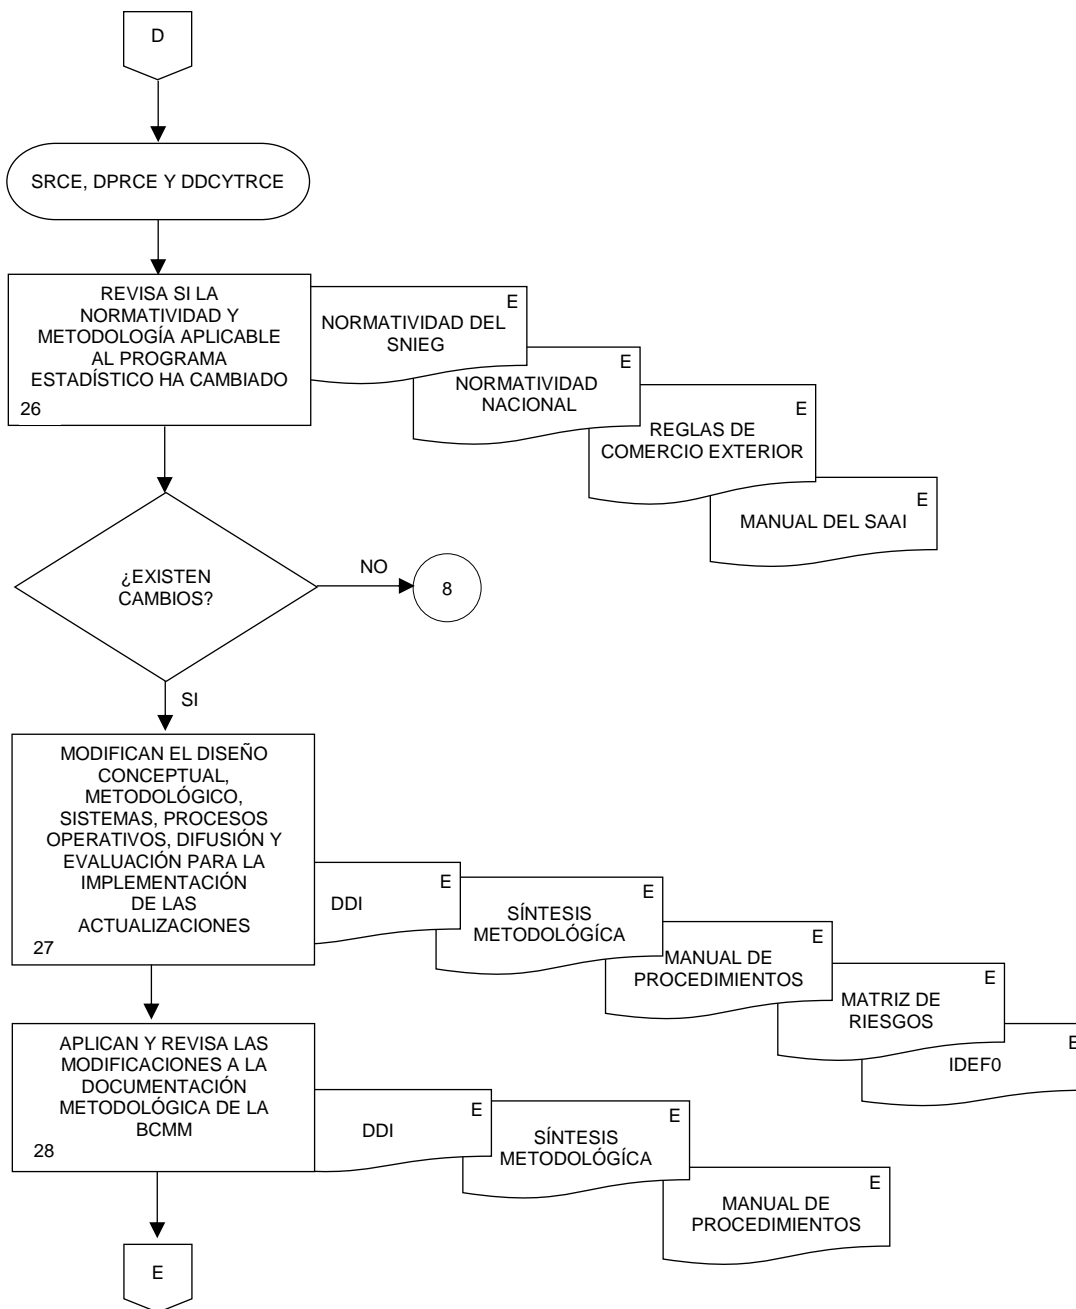 D
SRCE, DPRCE Y DDCYTRCE
REVISA SI LA
NORMATIVIDAD Y
METODOLOGÍA APLICABLE
AL PROGRAMA
ESTADÍSTICO HA CAMBIADO
26
E
NORMATIVIDAD DEL
SNIEG
E
NORMATIVIDAD
NACIONAL
E
REGLAS DE
COMERCIO EXTERIOR
E
MANUAL DEL SAAI
¿EXISTEN
CAMBIOS?
NO
8
SI
MODIFICAN EL DISEÑO
CONCEPTUAL,
METODOLÓGICO,
SISTEMAS, PROCESOS
OPERATIVOS, DIFUSIÓN Y
EVALUACIÓN PARA LA
IMPLEMENTACIÓN
DE LAS
ACTUALIZACIONES
27
E
DDI
E
SÍNTESIS
METODOLÓGÍCA
E
MANUAL DE
PROCEDIMIENTOS
E
MATRIZ DE
RIESGOS
E
IDEF0
APLICAN Y REVISA LAS
MODIFICACIONES A LA
DOCUMENTACIÓN
METODOLÓGICA DE LA
BCMM
28
E
DDI
E
SÍNTESIS
METODOLÓGÍCA
E
MANUAL DE
PROCEDIMIENTOS
E